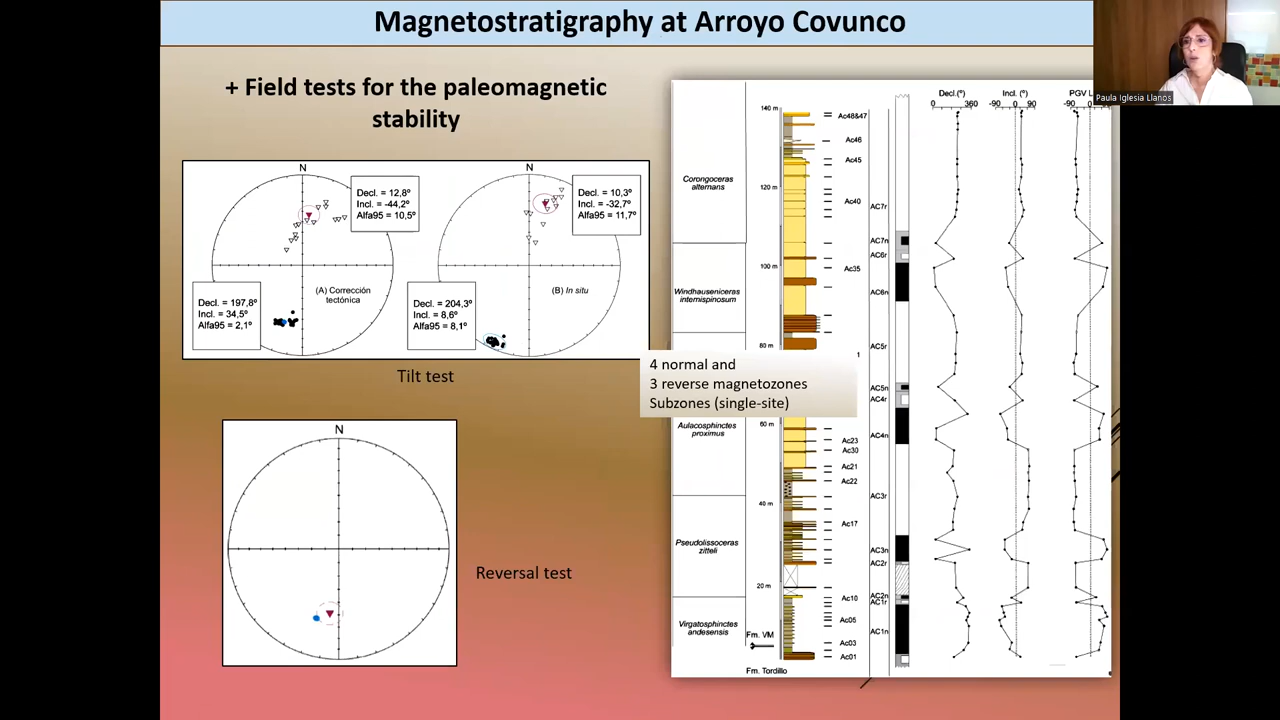 Magnetostratigraphy at Arroyo Covunco
Paula Iglesia Llanos
+ Field tests for the paleomagnetic
stability
N
Decl. = 12,8º
Incl. = -44,2º
Alfa95 = 10,5º
Decl. = 197,8º
Incl. = 34,5º
Alfa95 = 2,1º
(A) Corrección
tectónica
N
Decl. = 10,3º
Incl. = -32,7º
Alfa95 = 11,7º
Decl. = 204,3º
Incl. = 8,6º
Alfa95 = 8,1º
(B) In situ
Tilt test
N
Reversal test
4 normal and
3 reverse magnetozones
Subzones (single-site)
Corongoceras
alternans
Windhauseniceras
internispinosum
Aulacosphinctes
proximus
Pseudolissoceras
zitteli
Virgatosphinctes
andesensis
Fm. VM
Fm. Tordillo
140 m
120 m
100 m
80 m
60 m
40 m
20 m
Ac48&47
Ac46
Ac45
Ac40
Ac35
1
Ac23
Ac30
Ac21
Ac22
Ac17
Ac10
Ac05
Ac03
Ac01
AC7r
AC7n
AC6r
AC6n
AC5r
AC5n
AC4r
AC4n
AC3r
AC3n
AC2r
AC2n
AC1r
AC1n
Decl.(º)
0 360
Incl. (º)
-90 0 90
PGV L
-90 0